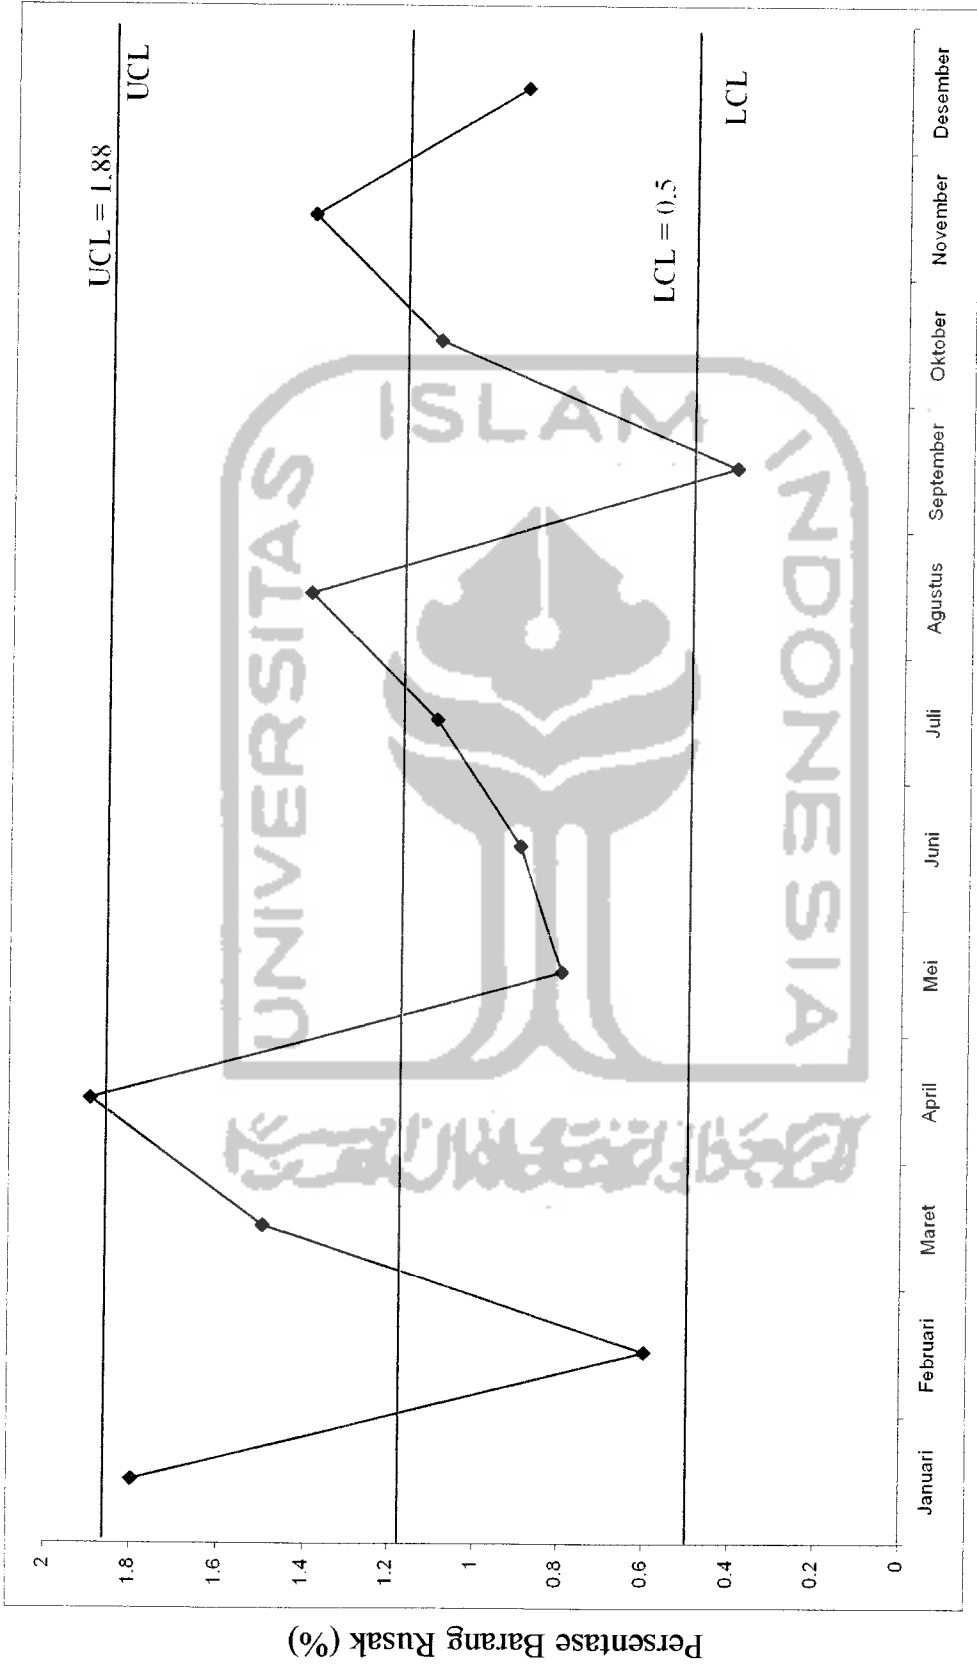 UCL = 1.88
UCL
LCL = 0.5
LCL
Persentase Barang Rusak (%)
2
1.8
1.6
1.4
1.2
1
0.8
0.6
0.4
0.2
0
Januari
Februari
Maret
April
Mei
Juni
Juli
Agustus
September
Oktober
November
Desember
UNIVERSITAS
ISLAM
INDONESIA